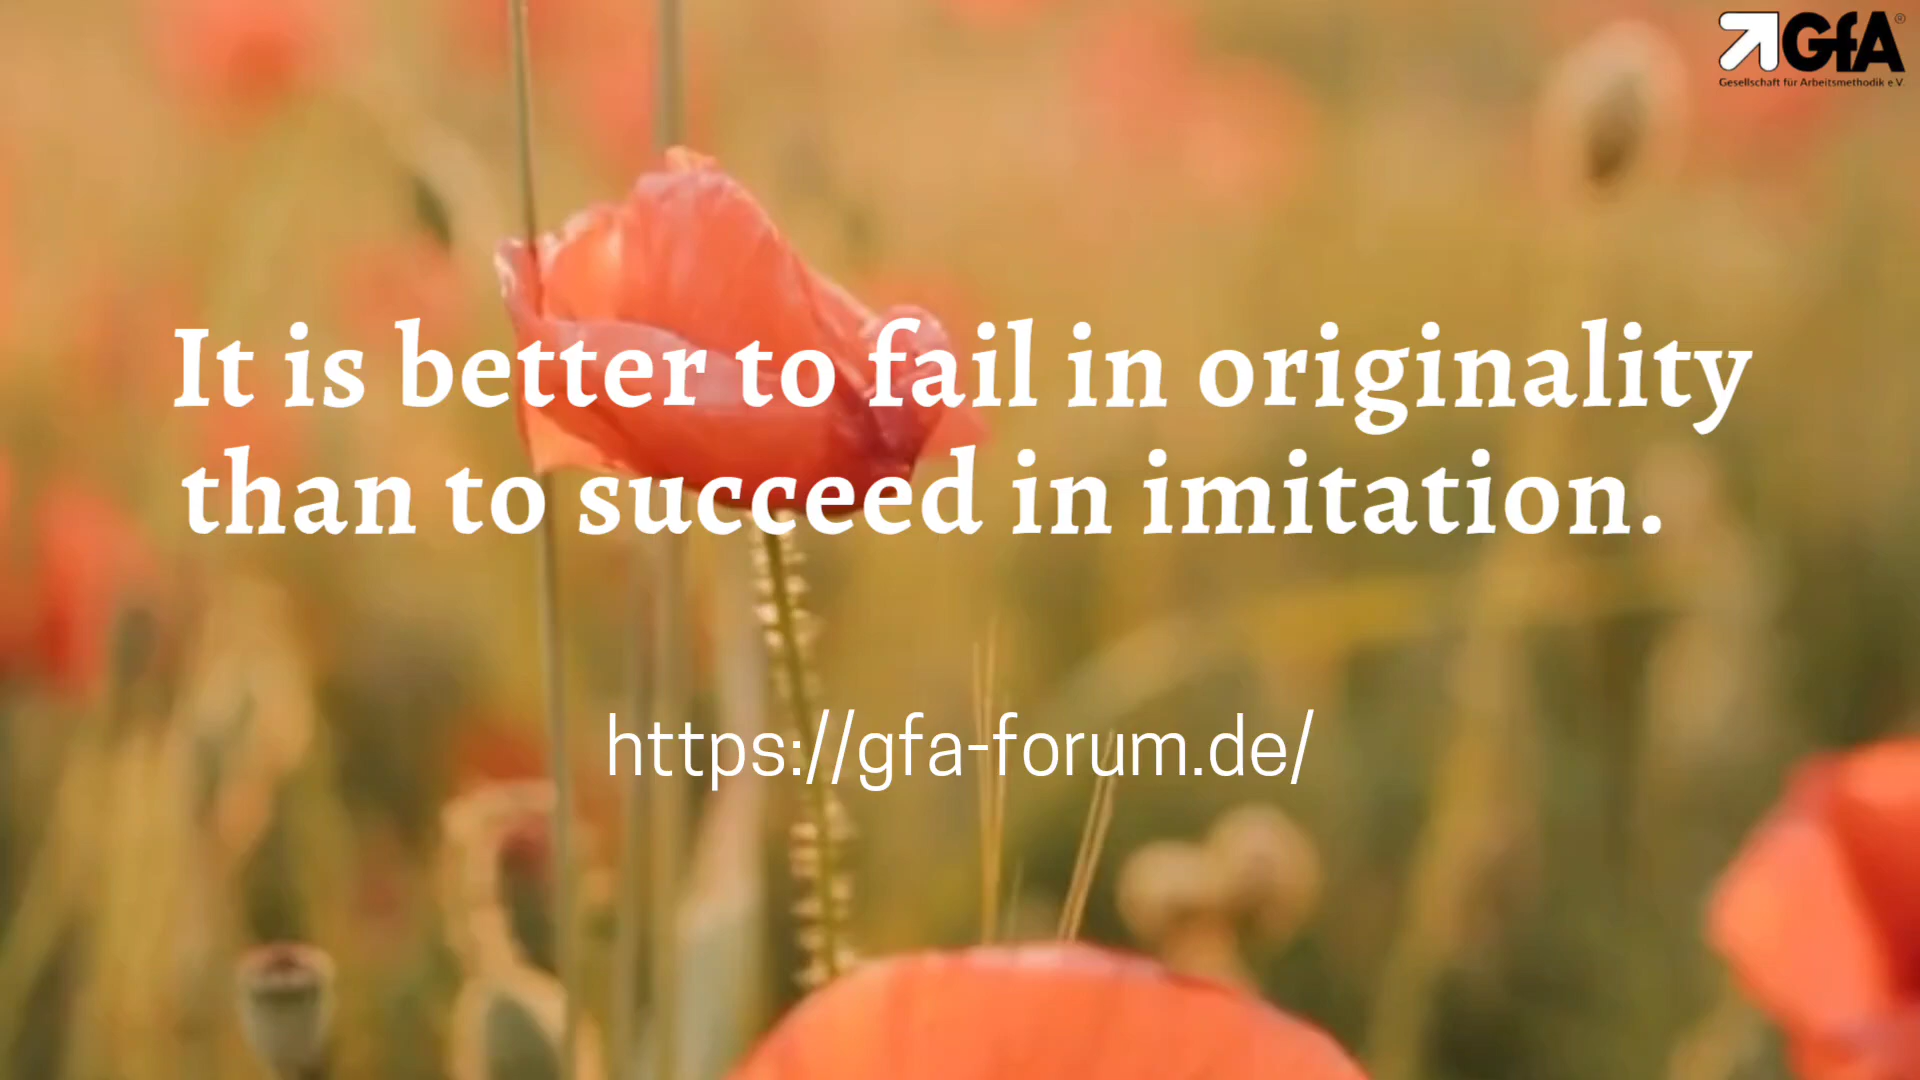 GfA®
Gesellschaft für Arbeitsmethodik e.V.
It is better to fail in originality
than to succeed in imitation.
https://gfa-forum.de/